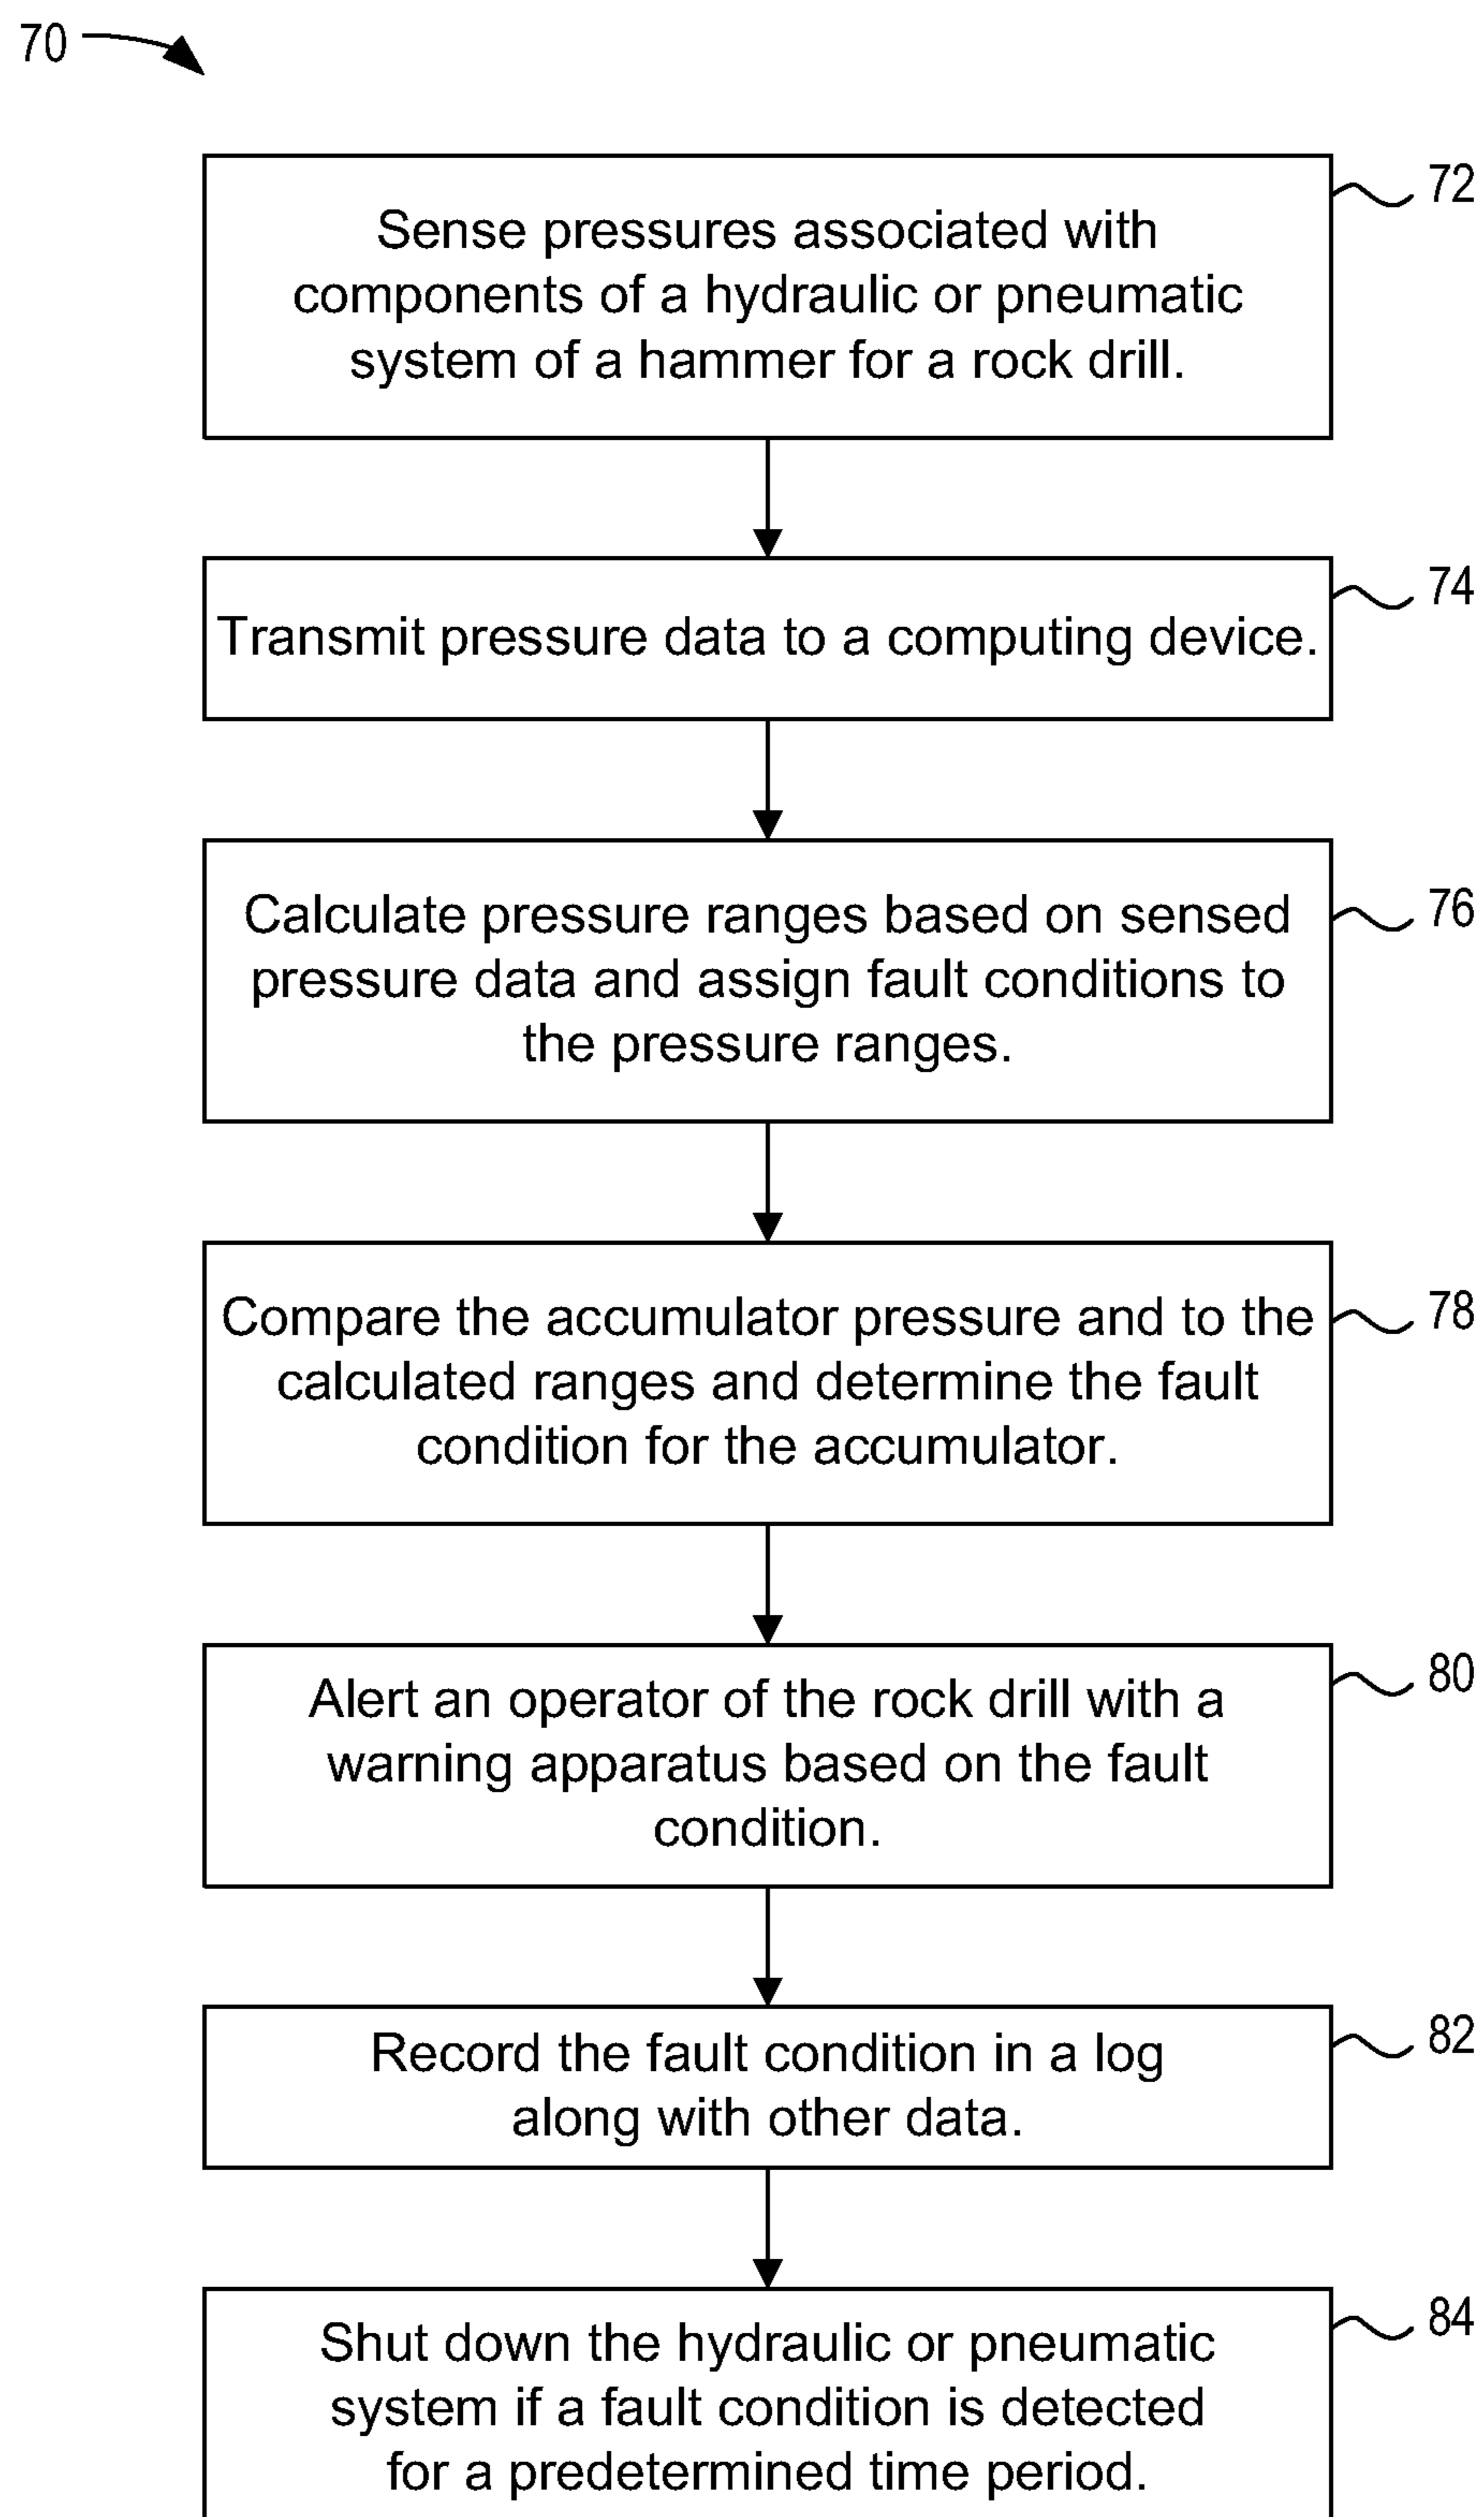 70
72
Sense pressures associated with
components of a hydraulic or pneumatic
system of a hammer for a rock drill.
74
Transmit pressure data to a computing device.
76
Calculate pressure ranges based on sensed
pressure data and assign fault conditions to
the pressure ranges.
78
Compare the accumulator pressure and to the
calculated ranges and determine the fault
condition for the accumulator.
80
Alert an operator of the rock drill with a
warning apparatus based on the fault
condition.
82
Record the fault condition in a log
along with other data.
84
Shut down the hydraulic or pneumatic
system if a fault condition is detected
for a predetermined time period.